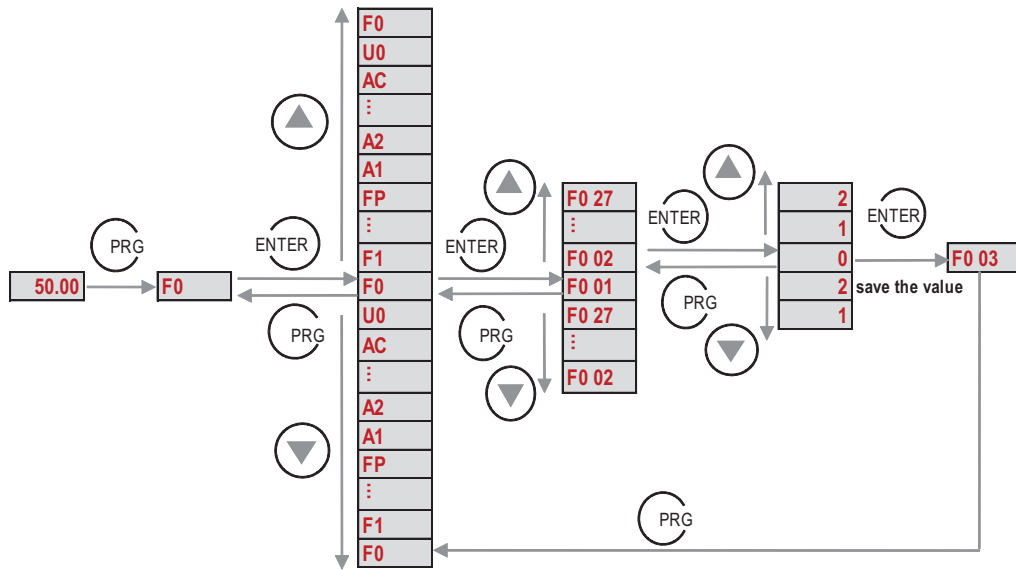 50.00
PRG
F0
ENTER
PRG
F0
U0
AC
⋮
A2
A1
FP
⋮
F1
F0
U0
AC
⋮
A2
A1
FP
⋮
F1
F0
ENTER
PRG
F0 27
⋮
F0 02
F0 01
F0 27
⋮
F0 02
ENTER
PRG
2
1
0
2
1
ENTER
save the value
F0 03
PRG